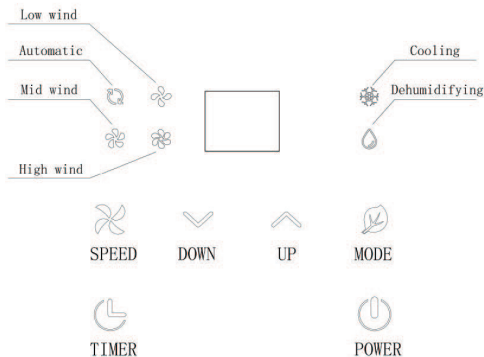 Low wind
Automatic
Cooling
Mid wind
Dehumidifying
High wind
SPEED DOWN UP MODE
TIMER POWER